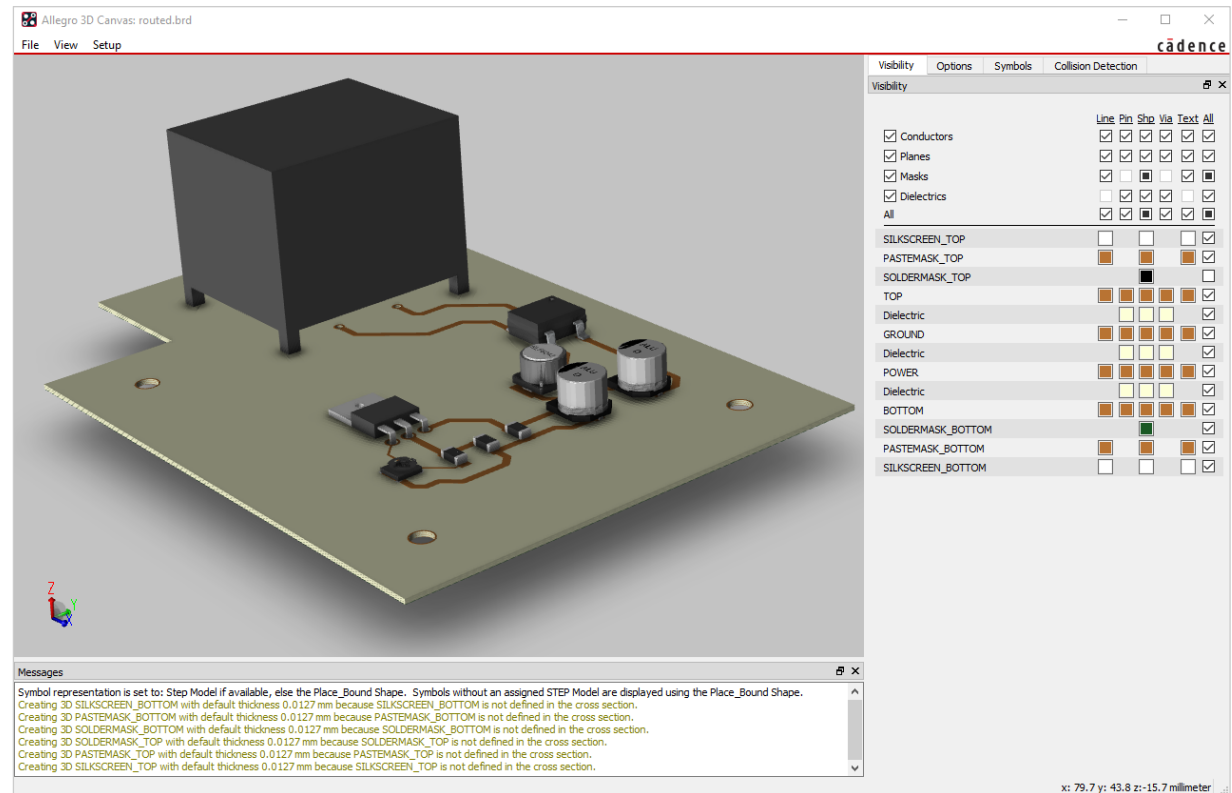 Allegro 3D Canvas: routed.brd
File View Setup
cādence
Visibility Options Symbols Collision Detection
Visibility
Line Pin Shp Via Text All
Conductors
Planes
Masks
Dielectrics
All
SILKSCREEN_TOP
PASTEMASK_TOP
SOLDERMASK_TOP
TOP
Dielectric
GROUND
Dielectric
POWER
Dielectric
BOTTOM
SOLDERMASK_BOTTOM
PASTEMASK_BOTTOM
SILKSCREEN_BOTTOM
Z
Y
X
Messages
Symbol representation is set to: Step Model if available, else the Place_Bound Shape. Symbols without an assigned STEP Model are displayed using the Place_Bound Shape.
Creating 3D SILKSCREEN_BOTTOM with default thickness 0.0127 mm because SILKSCREEN_BOTTOM is not defined in the cross section.
Creating 3D PASTEMASK_BOTTOM with default thickness 0.0127 mm because PASTEMASK_BOTTOM is not defined in the cross section.
Creating 3D SOLDERMASK_BOTTOM with default thickness 0.0127 mm because SOLDERMASK_BOTTOM is not defined in the cross section.
Creating 3D SOLDERMASK_TOP with default thickness 0.0127 mm because SOLDERMASK_TOP is not defined in the cross section.
Creating 3D PASTEMASK_TOP with default thickness 0.0127 mm because PASTEMASK_TOP is not defined in the cross section.
Creating 3D SILKSCREEN_TOP with default thickness 0.0127 mm because SILKSCREEN_TOP is not defined in the cross section.
x: 79.7 y: 43.8 z:-15.7 millimeter